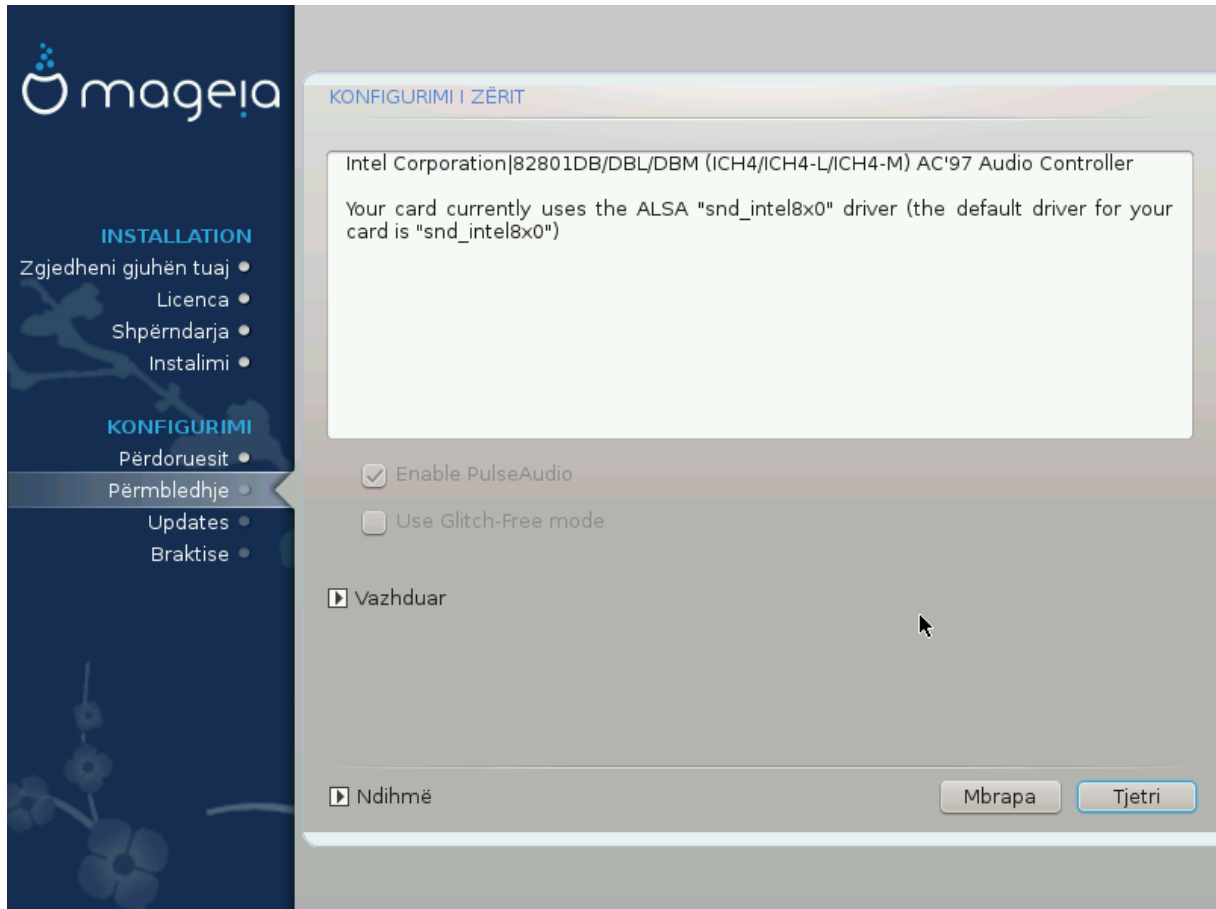 mageia
INSTALLATION
Zgjedheni gjuhën tuaj
Licenca
Shpërndarja
Instalimi
KONFIGURIMI
Përdoruesit
Përmbledhje
Updates
Braktise
KONFIGURIMI I ZËRIT
Intel Corporation|82801DB/DBL/DBM (ICH4/ICH4-L/ICH4-M) AC'97 Audio Controller
Your card currently uses the ALSA "snd_intel8x0" driver (the default driver for your
card is "snd_intel8x0")
Enable PulseAudio
Use Glitch-Free mode
Vazhduar
Ndihmë
Mbrapa
Tjetri